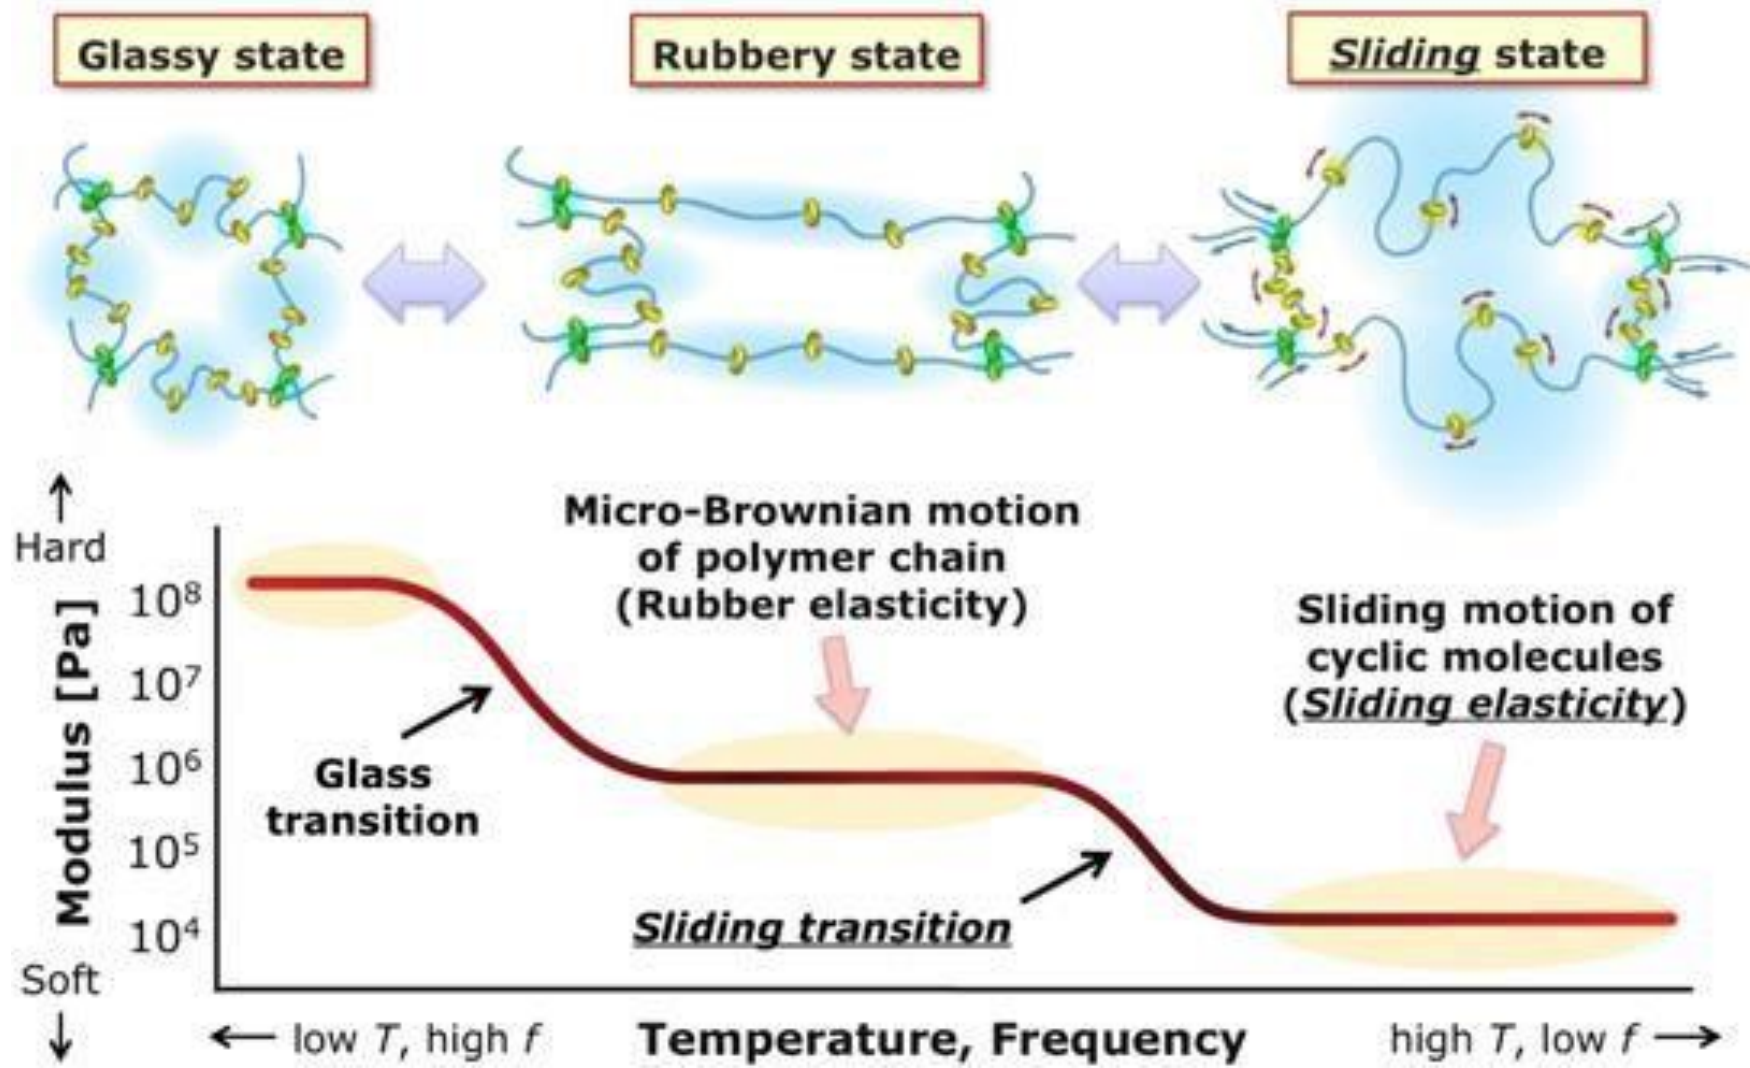 Glassy state
Rubbery state
Sliding state
Micro-Brownian motion
of polymer chain
(Rubber elasticity)
Sliding motion of
cyclic molecules
(Sliding elasticity)
Hard
Modulus [Pa]
10⁸
10⁷
10⁶
10⁵
10⁴
Soft
Glass
transition
Sliding transition
← low T, high f
Temperature, Frequency
high T, low f →